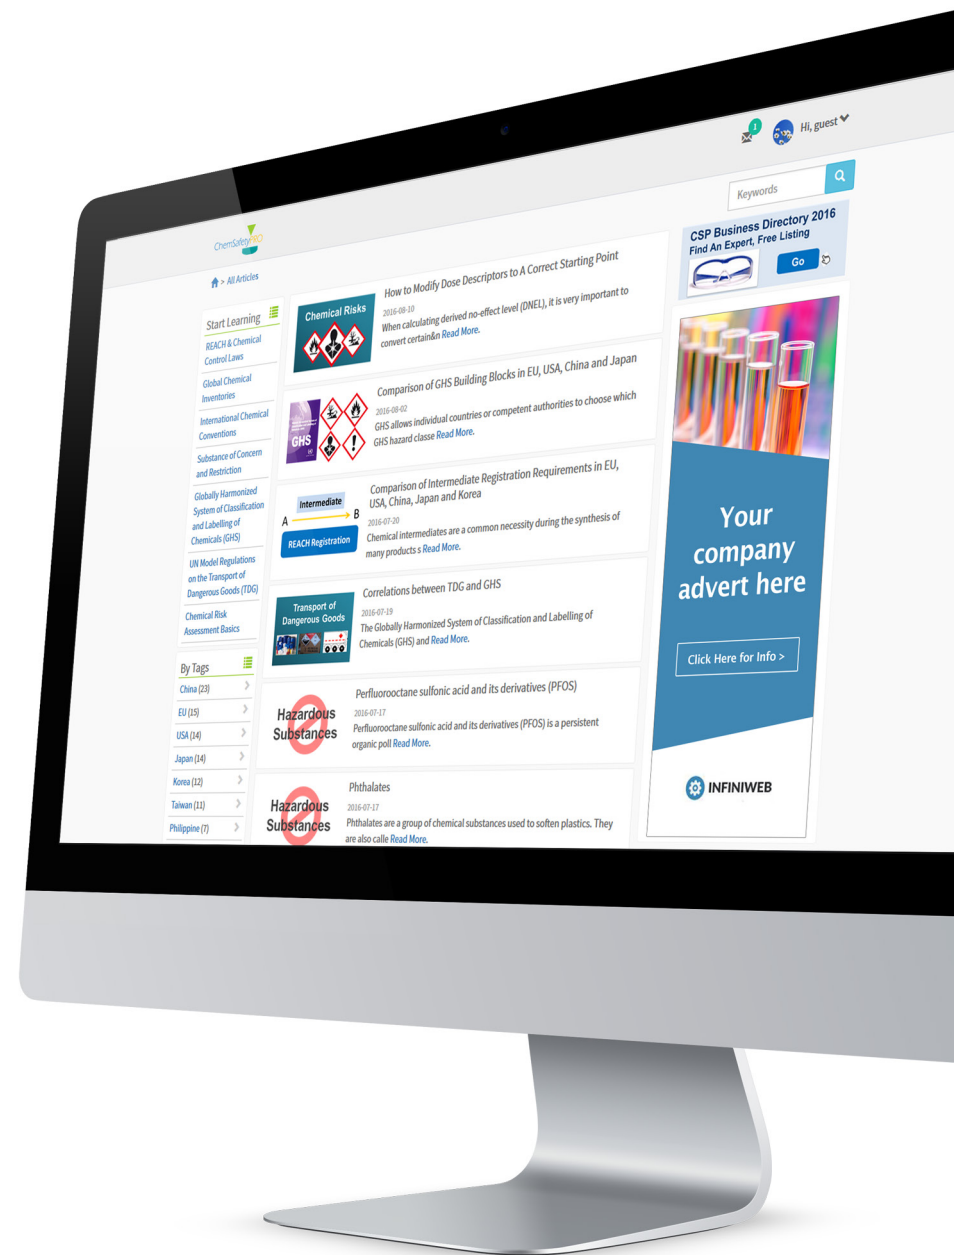 1
Hi, guest
ChemSafetyPRO
Keywords
> All Articles
CSP Business Directory 2016
Find An Expert, Free Listing
Go
Start Learning
REACH & Chemical
Control Laws
Global Chemical
Inventories
International Chemical
Conventions
Substance of Concern
and Restriction
Globally Harmonized
System of Classification
and Labelling of
Chemicals (GHS)
UN Model Regulations
on the Transport of
Dangerous Goods (TDG)
Chemical Risk
Assessment Basics
By Tags
China (23)
EU (15)
USA (14)
Japan (14)
Korea (12)
Taiwan (11)
Philippine (7)
Chemical Risks
How to Modify Dose Descriptors to A Correct Starting Point
2016-08-10
When calculating derived no-effect level (DNEL), it is very important to
convert certain&n Read More.
GHS
Comparison of GHS Building Blocks in EU, USA, China and Japan
2016-08-02
GHS allows individual countries or competent authorities to choose which
GHS hazard classe Read More.
Intermediate
A B
REACH Registration
Comparison of Intermediate Registration Requirements in EU,
USA, China, Japan and Korea
2016-07-20
Chemical intermediates are a common necessity during the synthesis of
many products s Read More.
Transport of
Dangerous Goods
Correlations between TDG and GHS
2016-07-19
The Globally Harmonized System of Classification and Labelling of
Chemicals (GHS) and Read More.
Hazardous
Substances
Perfluorooctane sulfonic acid and its derivatives (PFOS)
2016-07-17
Perfluorooctane sulfonic acid and its derivatives (PFOS) is a persistent
organic poll Read More.
Hazardous
Substances
Phthalates
2016-07-17
Phthalates are a group of chemical substances used to soften plastics. They
are also calle Read More.
Your
company
advert here
Click Here for Info >
INFINIWEB